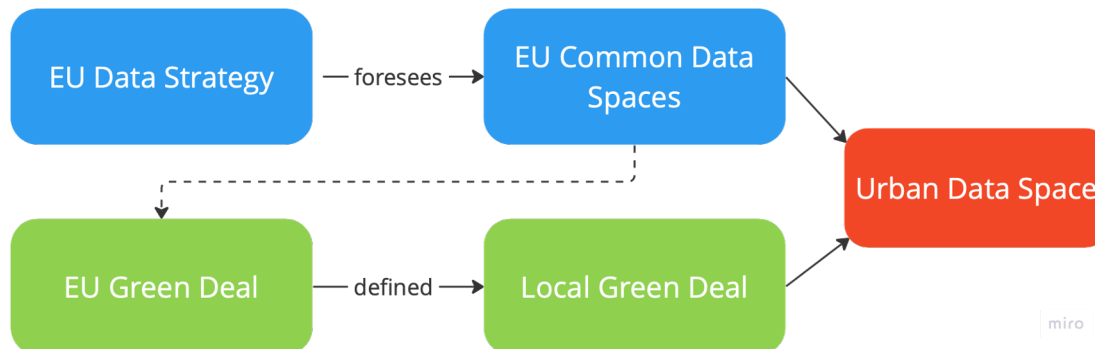 EU Data Strategy
foresees
EU Common Data
Spaces
Urban Data Space
EU Green Deal
defined
Local Green Deal
miro